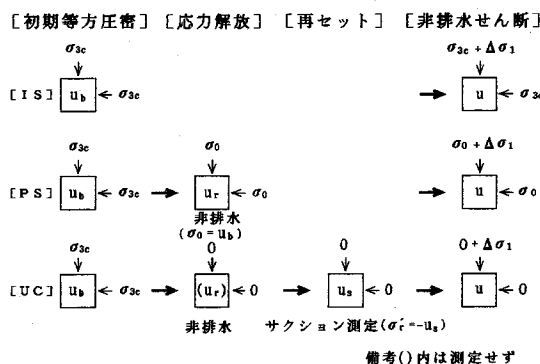 [初期等方圧密] [応力解放] [再セット] [非排水せん断]
σ3c σ3c + Δσ1
[IS] ub ← σ3c → u ← σ3c
σ3c σ0 σ0 + Δσ1
[PS] ub ← σ3c → ur ← σ0 → u ← σ0
非排水
(σ0 = ub)
σ3c 0 0 0 + Δσ1
[UC] ub ← σ3c → (ur) ← 0 → us ← 0 → u ← 0
非排水 サクション測定(σ'r = -us)
備考()内は測定せず